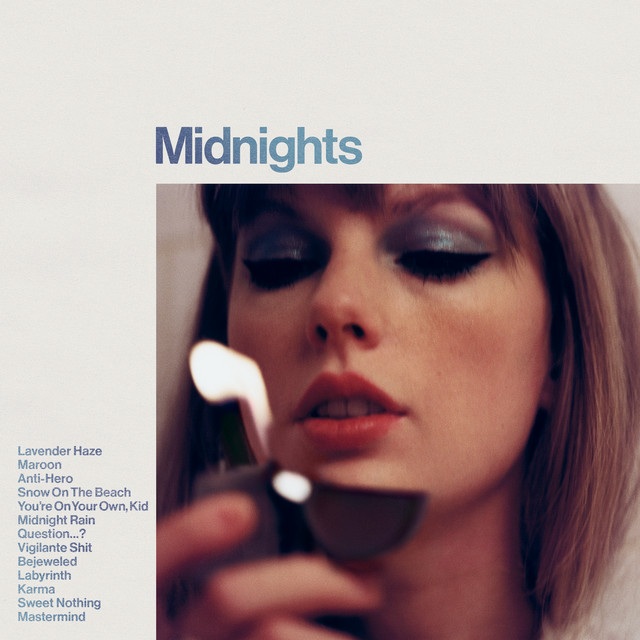 Midnights
Lavender Haze
Maroon
Anti-Hero
Snow On The Beach
You're On Your Own, Kid
Midnight Rain
Question...?
Vigilante Shit
Bejeweled
Labyrinth
Karma
Sweet Nothing
Mastermind